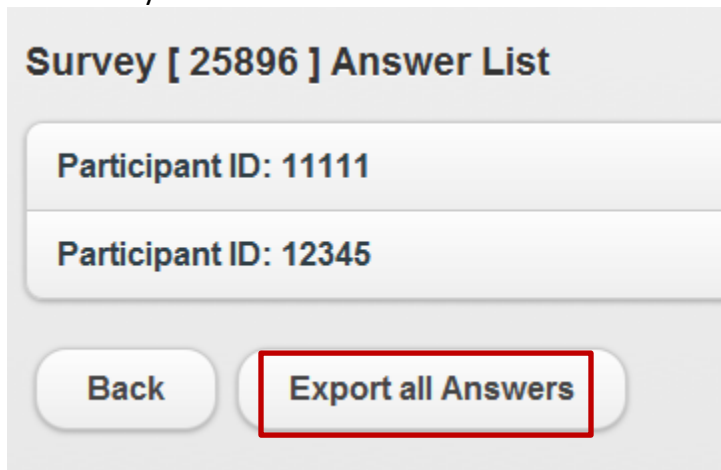 Survey [ 25896 ] Answer List
Participant ID: 11111
Participant ID: 12345
Back Export all Answers